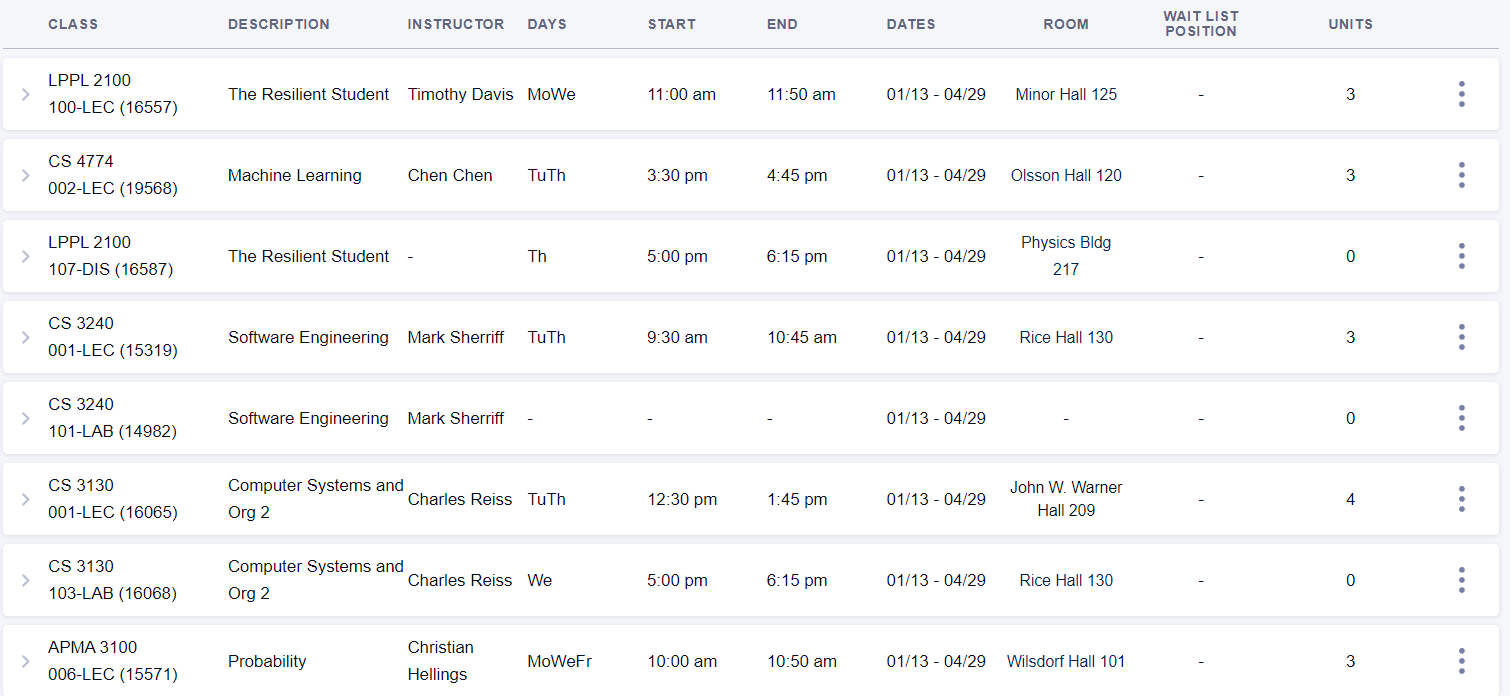 CLASS DESCRIPTION INSTRUCTOR DAYS START END DATES ROOM WAIT LIST POSITION UNITS
LPPL 2100
100-LEC (16557)
The Resilient Student Timothy Davis MoWe 11:00 am 11:50 am 01/13 - 04/29 Minor Hall 125 - 3
CS 4774
002-LEC (19568)
Machine Learning Chen Chen TuTh 3:30 pm 4:45 pm 01/13 - 04/29 Olsson Hall 120 - 3
LPPL 2100
107-DIS (16587)
The Resilient Student - Th 5:00 pm 6:15 pm 01/13 - 04/29 Physics Bldg 217 - 0
CS 3240
001-LEC (15319)
Software Engineering Mark Sherriff TuTh 9:30 am 10:45 am 01/13 - 04/29 Rice Hall 130 - 3
CS 3240
101-LAB (14982)
Software Engineering Mark Sherriff - - - 01/13 - 04/29 - - 0
CS 3130
001-LEC (16065)
Computer Systems and Org 2 Charles Reiss TuTh 12:30 pm 1:45 pm 01/13 - 04/29 John W. Warner Hall 209 - 4
CS 3130
103-LAB (16068)
Computer Systems and Org 2 Charles Reiss We 5:00 pm 6:15 pm 01/13 - 04/29 Rice Hall 130 - 0
APMA 3100
006-LEC (15571)
Probability Christian Hellings MoWeFr 10:00 am 10:50 am 01/13 - 04/29 Wilsdorf Hall 101 - 3